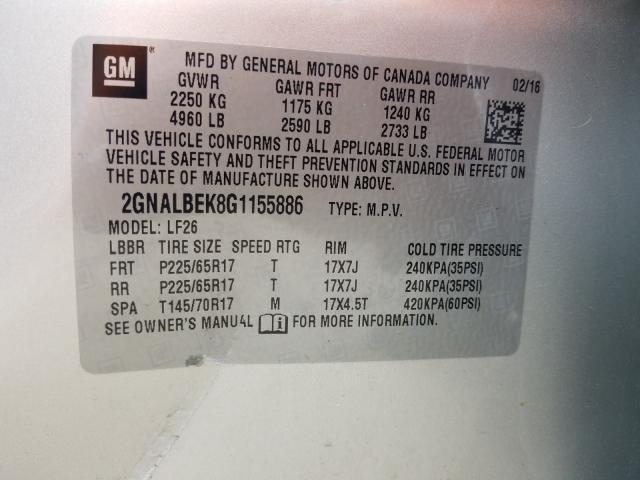 GM
MFD BY GENERAL MOTORS OF CANADA COMPANY 02/16
GVWR GAWR FRT GAWR RR
2250 KG 1175 KG 1240 KG
4960 LB 2590 LB 2733 LB
THIS VEHICLE CONFORMS TO ALL APPLICABLE U.S. FEDERAL MOTOR
VEHICLE SAFETY AND THEFT PREVENTION STANDARDS IN EFFECT ON
THE DATE OF MANUFACTURE SHOWN ABOVE.
2GNALBEK8G1155886 TYPE: M.P.V.
MODEL: LF26
LBBR TIRE SIZE SPEED RTG RIM COLD TIRE PRESSURE
FRT P225/65R17 T 17X7J 240KPA(35PSI)
RR P225/65R17 T 17X7J 240KPA(35PSI)
SPA T145/70R17 M 17X4.5T 420KPA(60PSI)
SEE OWNER'S MANU4L i FOR MORE INFORMATION.